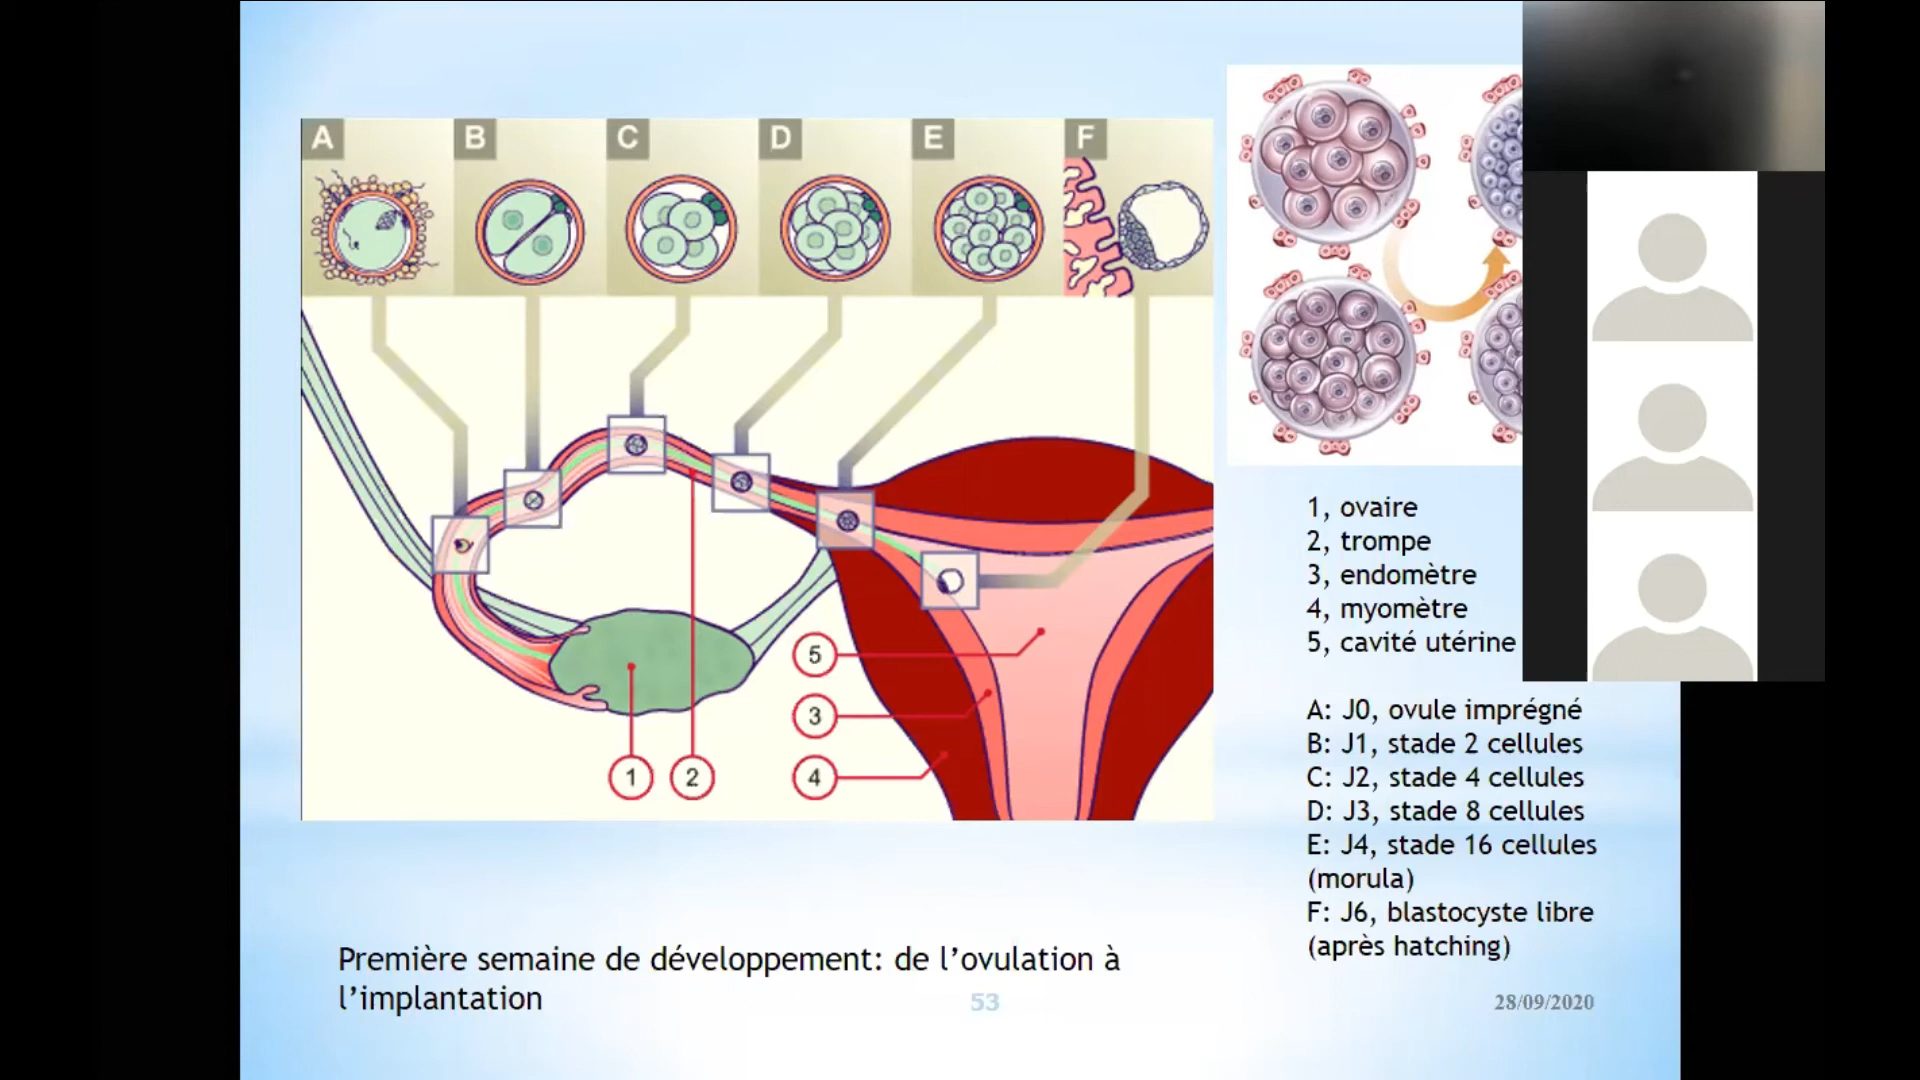 A B C D E F
1, ovaire
2, trompe
3, endomètre
4, myomètre
5, cavité utérine
5
3
1 2 4
A: J0, ovule imprégné
B: J1, stade 2 cellules
C: J2, stade 4 cellules
D: J3, stade 8 cellules
E: J4, stade 16 cellules
(morula)
F: J6, blastocyste libre
(après hatching)
Première semaine de développement: de l’ovulation à
l’implantation
53
28/09/2020